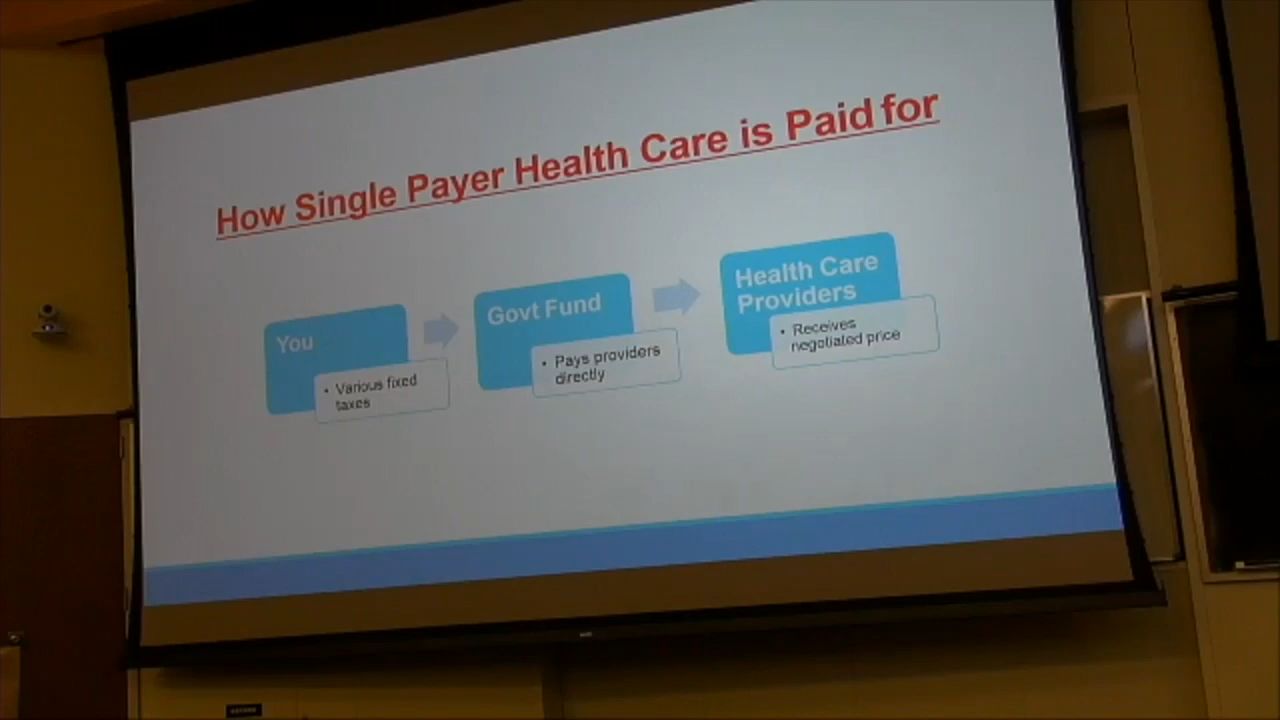 How Single Payer Health Care is Paid for
You
• Various fixed
taxes
Govt Fund
• Pays providers
directly
Health Care
Providers
• Receives
negotiated price